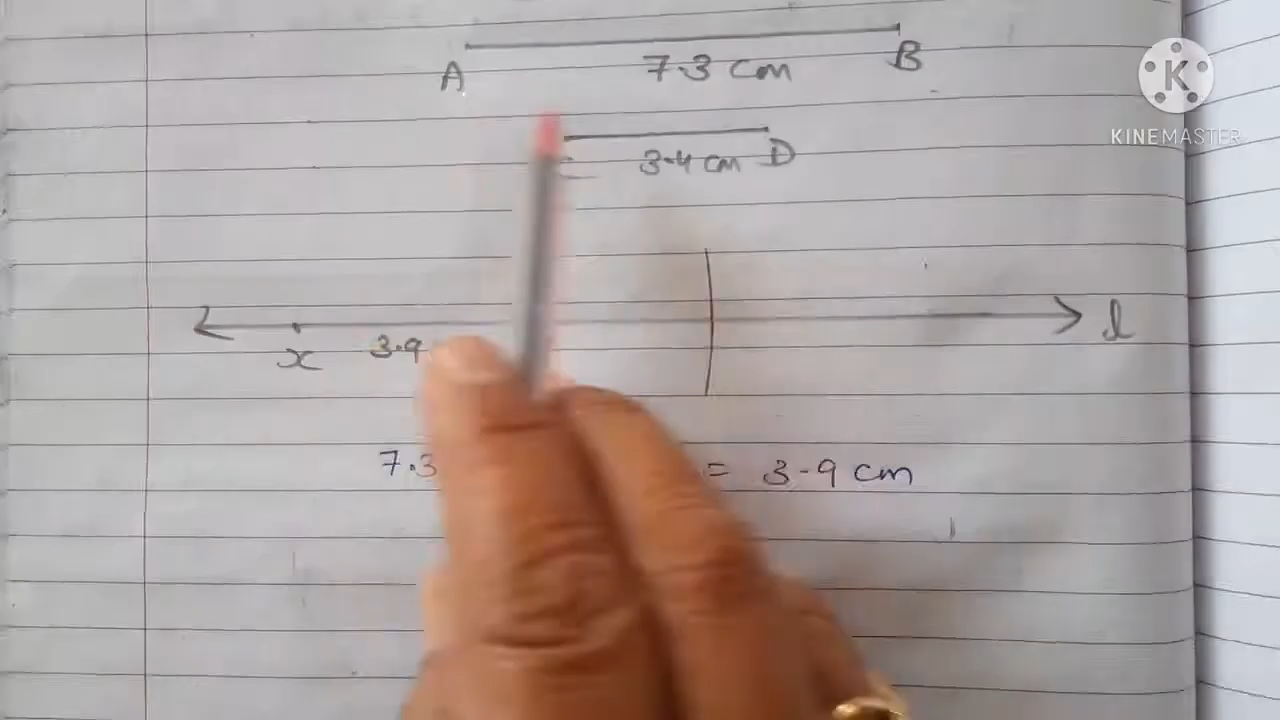 A 7.3 cm B
3.4 cm D
l
x 3.9
7.3 = 3.9 cm
K
KINEMASTER